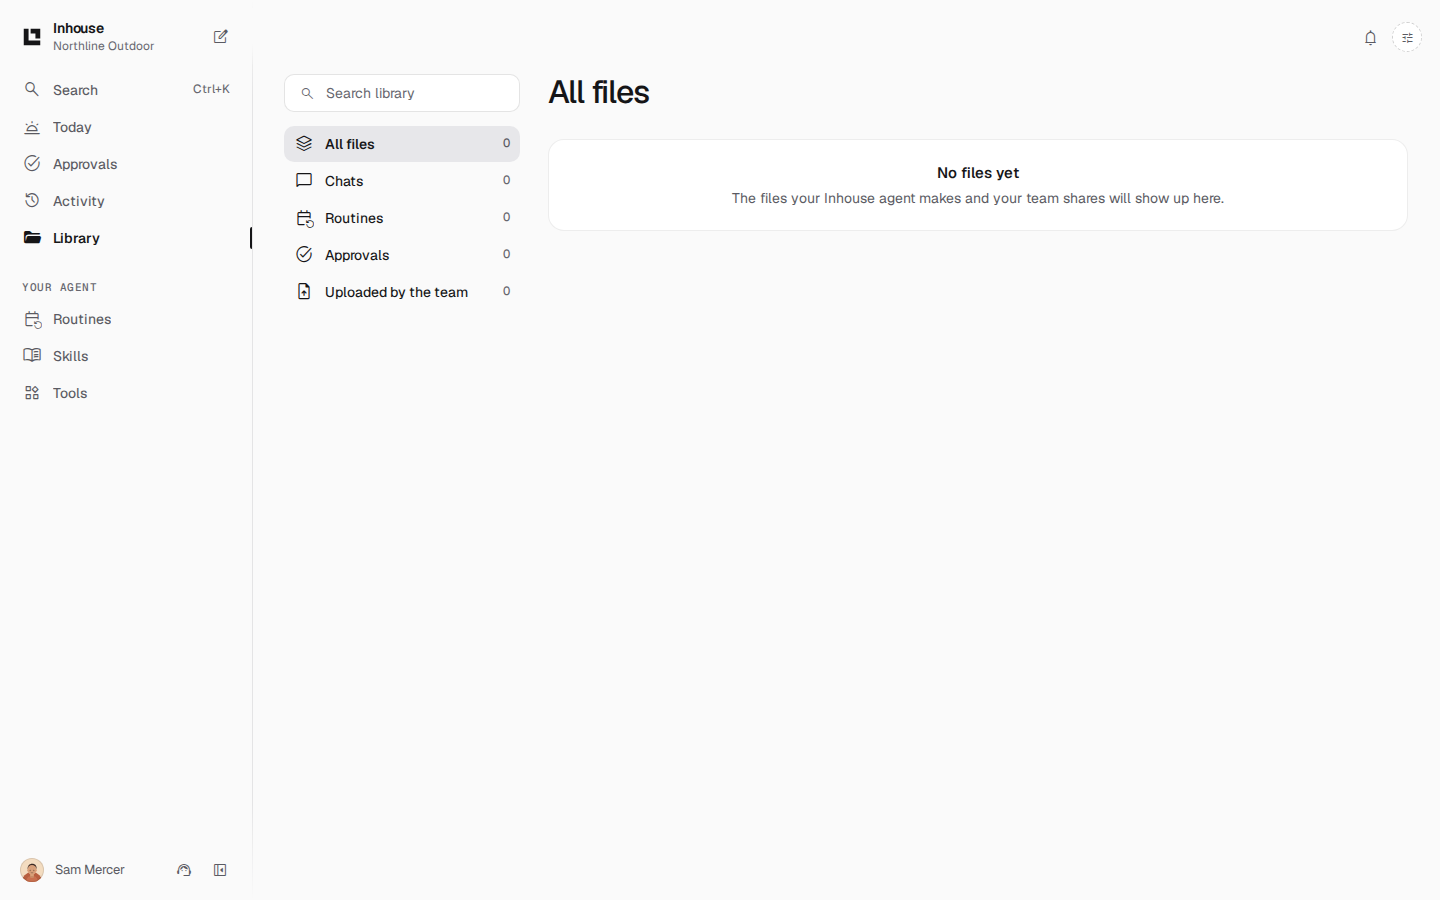 Inhouse
Northline Outdoor
Search Ctrl+K
Today
Approvals
Activity
Library
YOUR AGENT
Routines
Skills
Tools
Sam Mercer
Search library
All files 0
Chats 0
Routines 0
Approvals 0
Uploaded by the team 0
All files
No files yet
The files your Inhouse agent makes and your team shares will show up here.